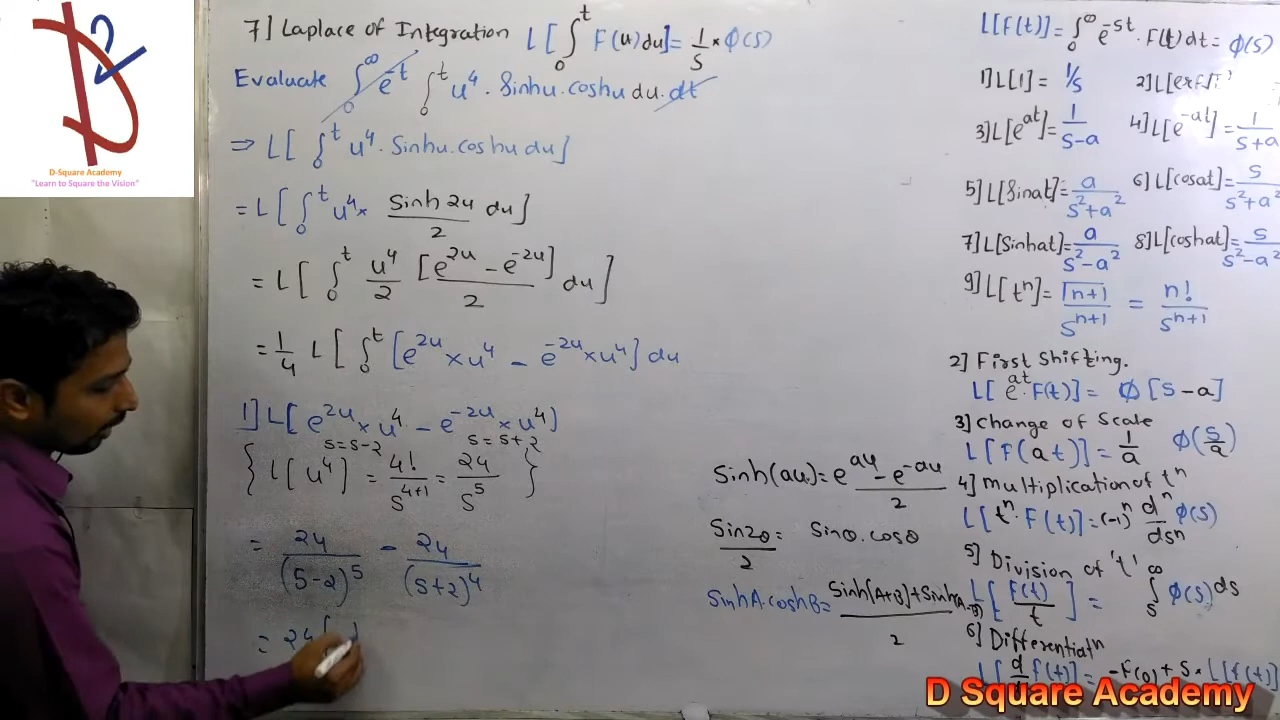 D-Square Academy
"Learn to Square the Vision"
7] Laplace of Integration L[∫₀ᵗ F(u)du] = 1/s × φ(s)
Evaluate ∫₀^∞ e^-t ∫₀ᵗ u⁴. Sinhu.coshu du.dt
⇒ L[∫₀ᵗ u⁴. Sinhu.coshu du]
= L[∫₀ᵗ u⁴ × Sinh2u/2 du]
= L[∫₀ᵗ u⁴/2 [e^2u - e^-2u]/2 du]
= 1/4 L[∫₀ᵗ [e^2u × u⁴ - e^-2u × u⁴] du
1] L[e^2u × u⁴ - e^-2u × u⁴]
s=s-2 s=s+2
{L[u⁴] = 4!/s^4+1 = 24/s⁵}
= 24/(s-2)⁵ - 24/(s+2)⁴
= 24[
Sinh(au) = e^au - e^-au/2
Sin2θ/2 = Sinθ.cosθ
SinhA.coshB = Sinh[A+B]+Sinh(A-B)/2
L[F(t)] = ∫₀^∞ e^-st. F(t)dt = φ(s)
1] L[1] = 1/s 2] L[erf√
3] L[e^at] = 1/s-a 4] L[e^-at] = 1/s+a
5] L[Sinat] = a/s²+a² 6] L[cosat] = s/s²+a²
7] L[Sinhat] = a/s²-a² 8] L[coshat] = s/s²-a²
9] L[tⁿ] = Γn+1/s^n+1 = n!/s^n+1
2] First Shifting.
L[e^at. F(t)] = φ[s-a]
3] Change of Scale
L[F(at)] = 1/a φ(s/a)
4] Multiplication of tⁿ
L[tⁿ. F(t)] = (-1)ⁿ dⁿ/dsⁿ φ(s)
5] Division of 't'
L[F(t)/t] = ∫ₛ^∞ φ(s)ds
6] Differentiatⁿ
L[d/dt f(t)] = -F(0) + s × L[f(t)]
D Square Academy